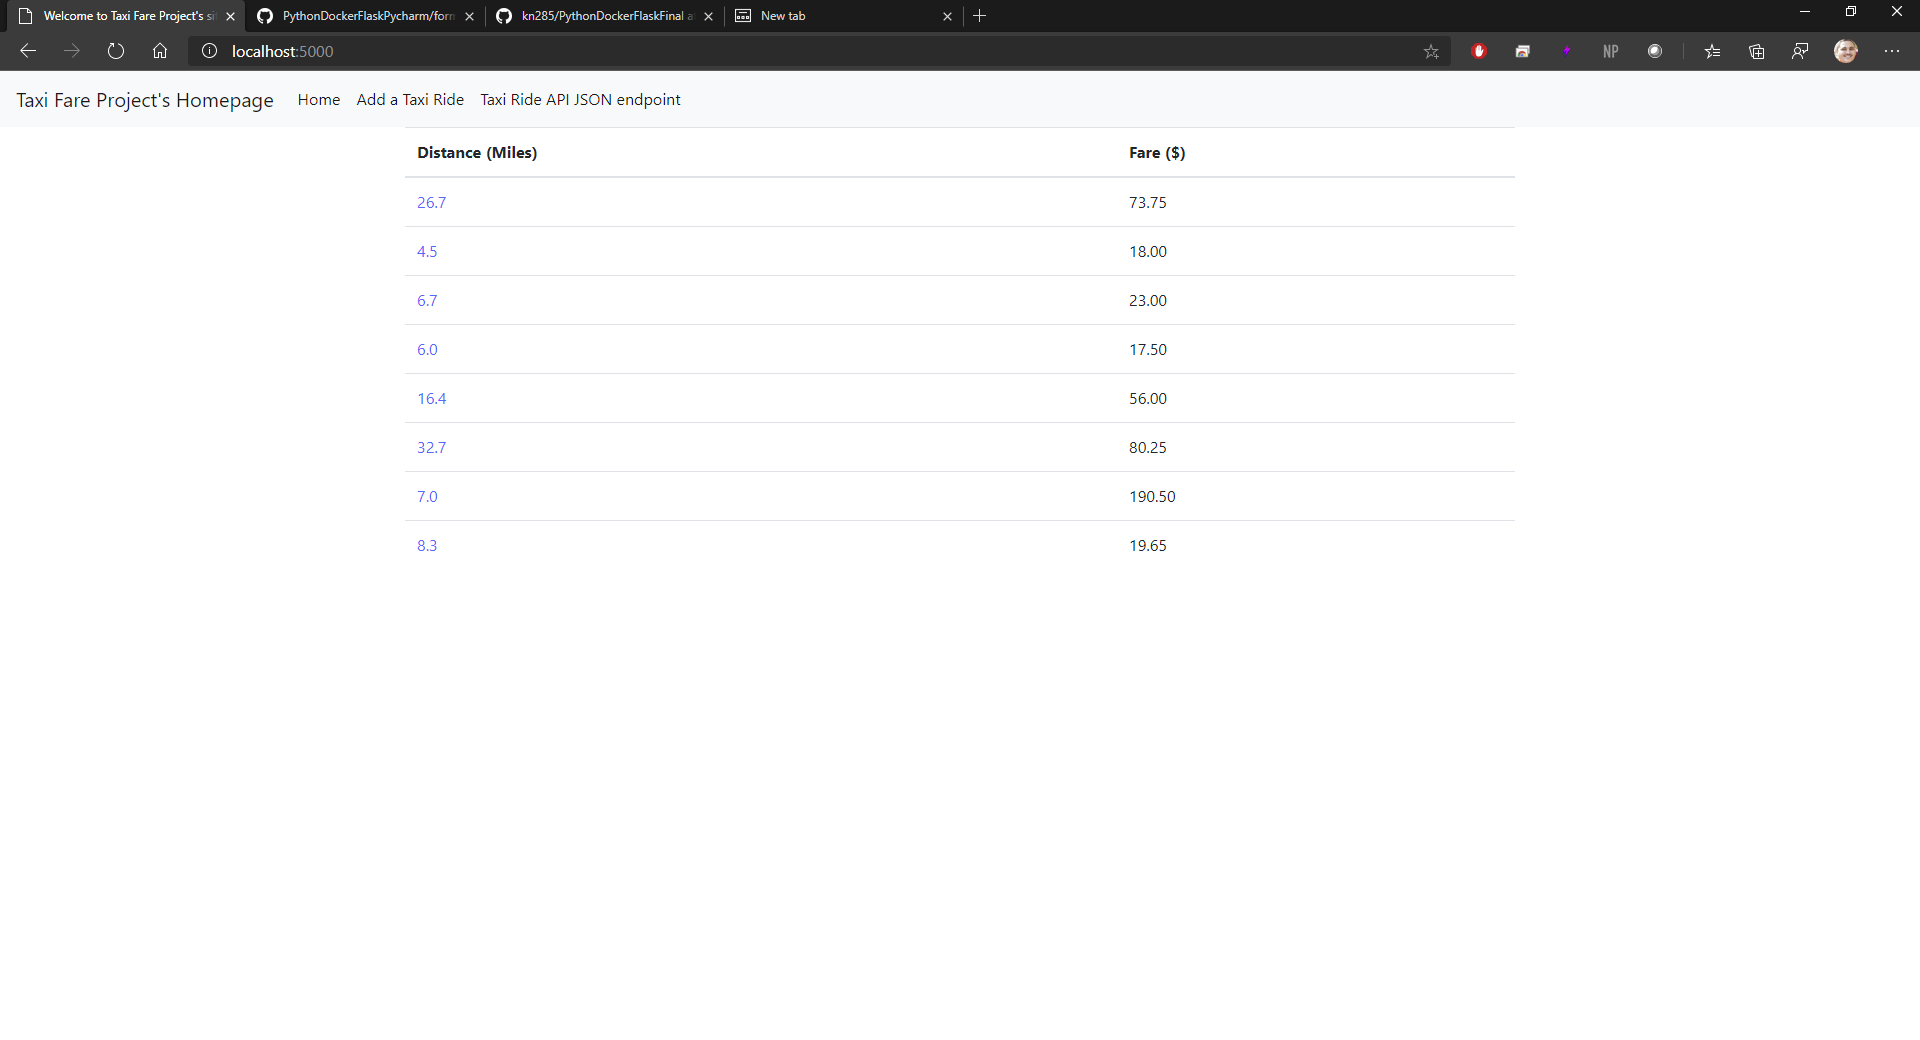 Welcome to Taxi Fare Project's si
PythonDockerFlaskPycharm/form
kn285/PythonDockerFlaskFinal a
New tab
localhost:5000
NP
Taxi Fare Project's Homepage Home Add a Taxi Ride Taxi Ride API JSON endpoint
Distance (Miles) Fare ($)
26.7 73.75
4.5 18.00
6.7 23.00
6.0 17.50
16.4 56.00
32.7 80.25
7.0 190.50
8.3 19.65